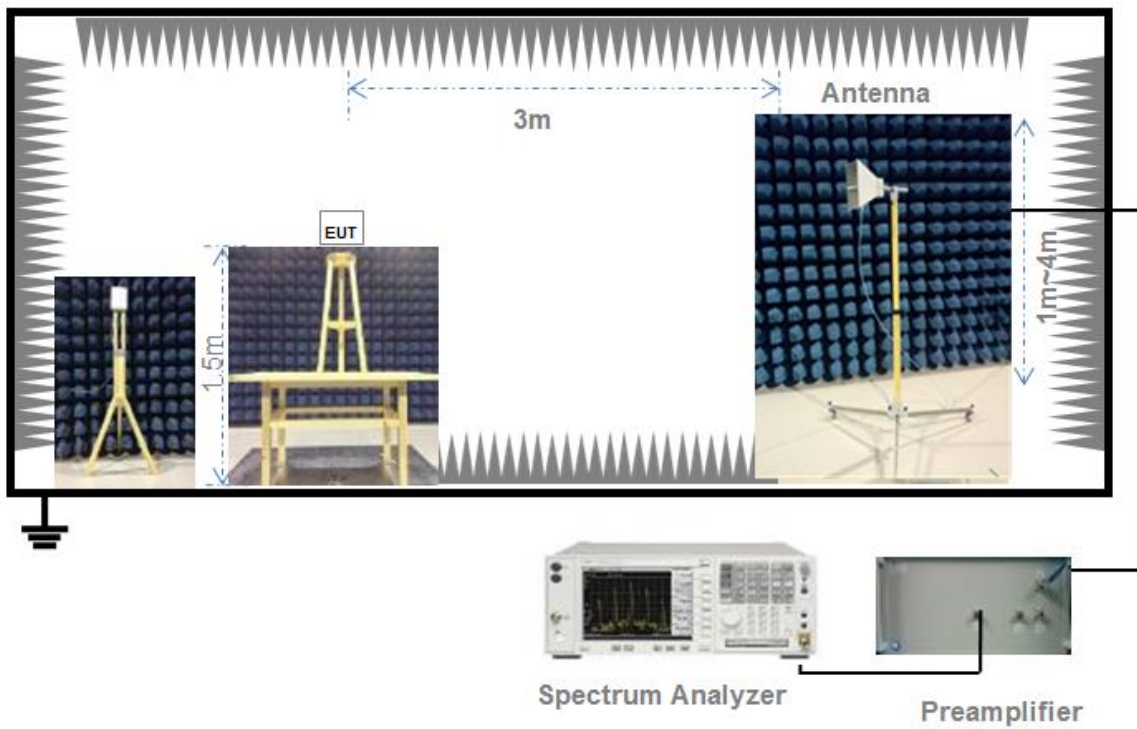 Antenna
3m
EUT
1.5m
1m~4m
Spectrum Analyzer
Preamplifier